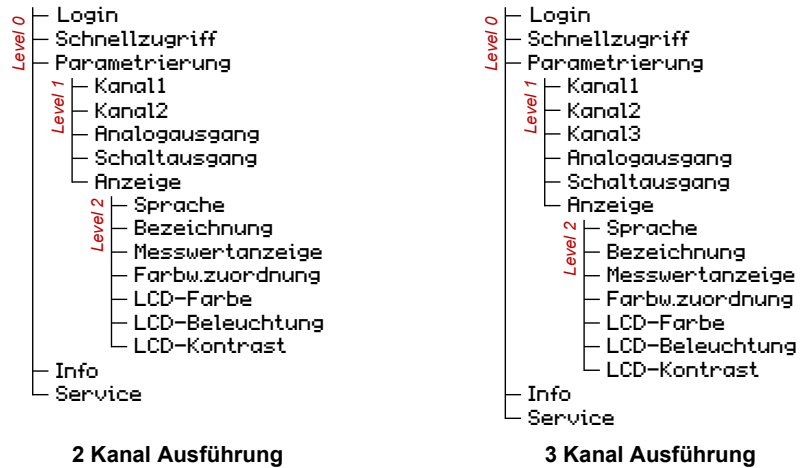 Level 0
Login
Schnellzugriff
Parametrierung
Level 1
Kanal1
Kanal2
Analogausgang
Schaltausgang
Anzeige
Level 2
Sprache
Bezeichnung
Messwertanzeige
Farbw.zuordnung
LCD-Farbe
LCD-Beleuchtung
LCD-Kontrast
Info
Service
2 Kanal Ausführung
Level 0
Login
Schnellzugriff
Parametrierung
Level 1
Kanal1
Kanal2
Kanal3
Analogausgang
Schaltausgang
Anzeige
Level 2
Sprache
Bezeichnung
Messwertanzeige
Farbw.zuordnung
LCD-Farbe
LCD-Beleuchtung
LCD-Kontrast
Info
Service
3 Kanal Ausführung